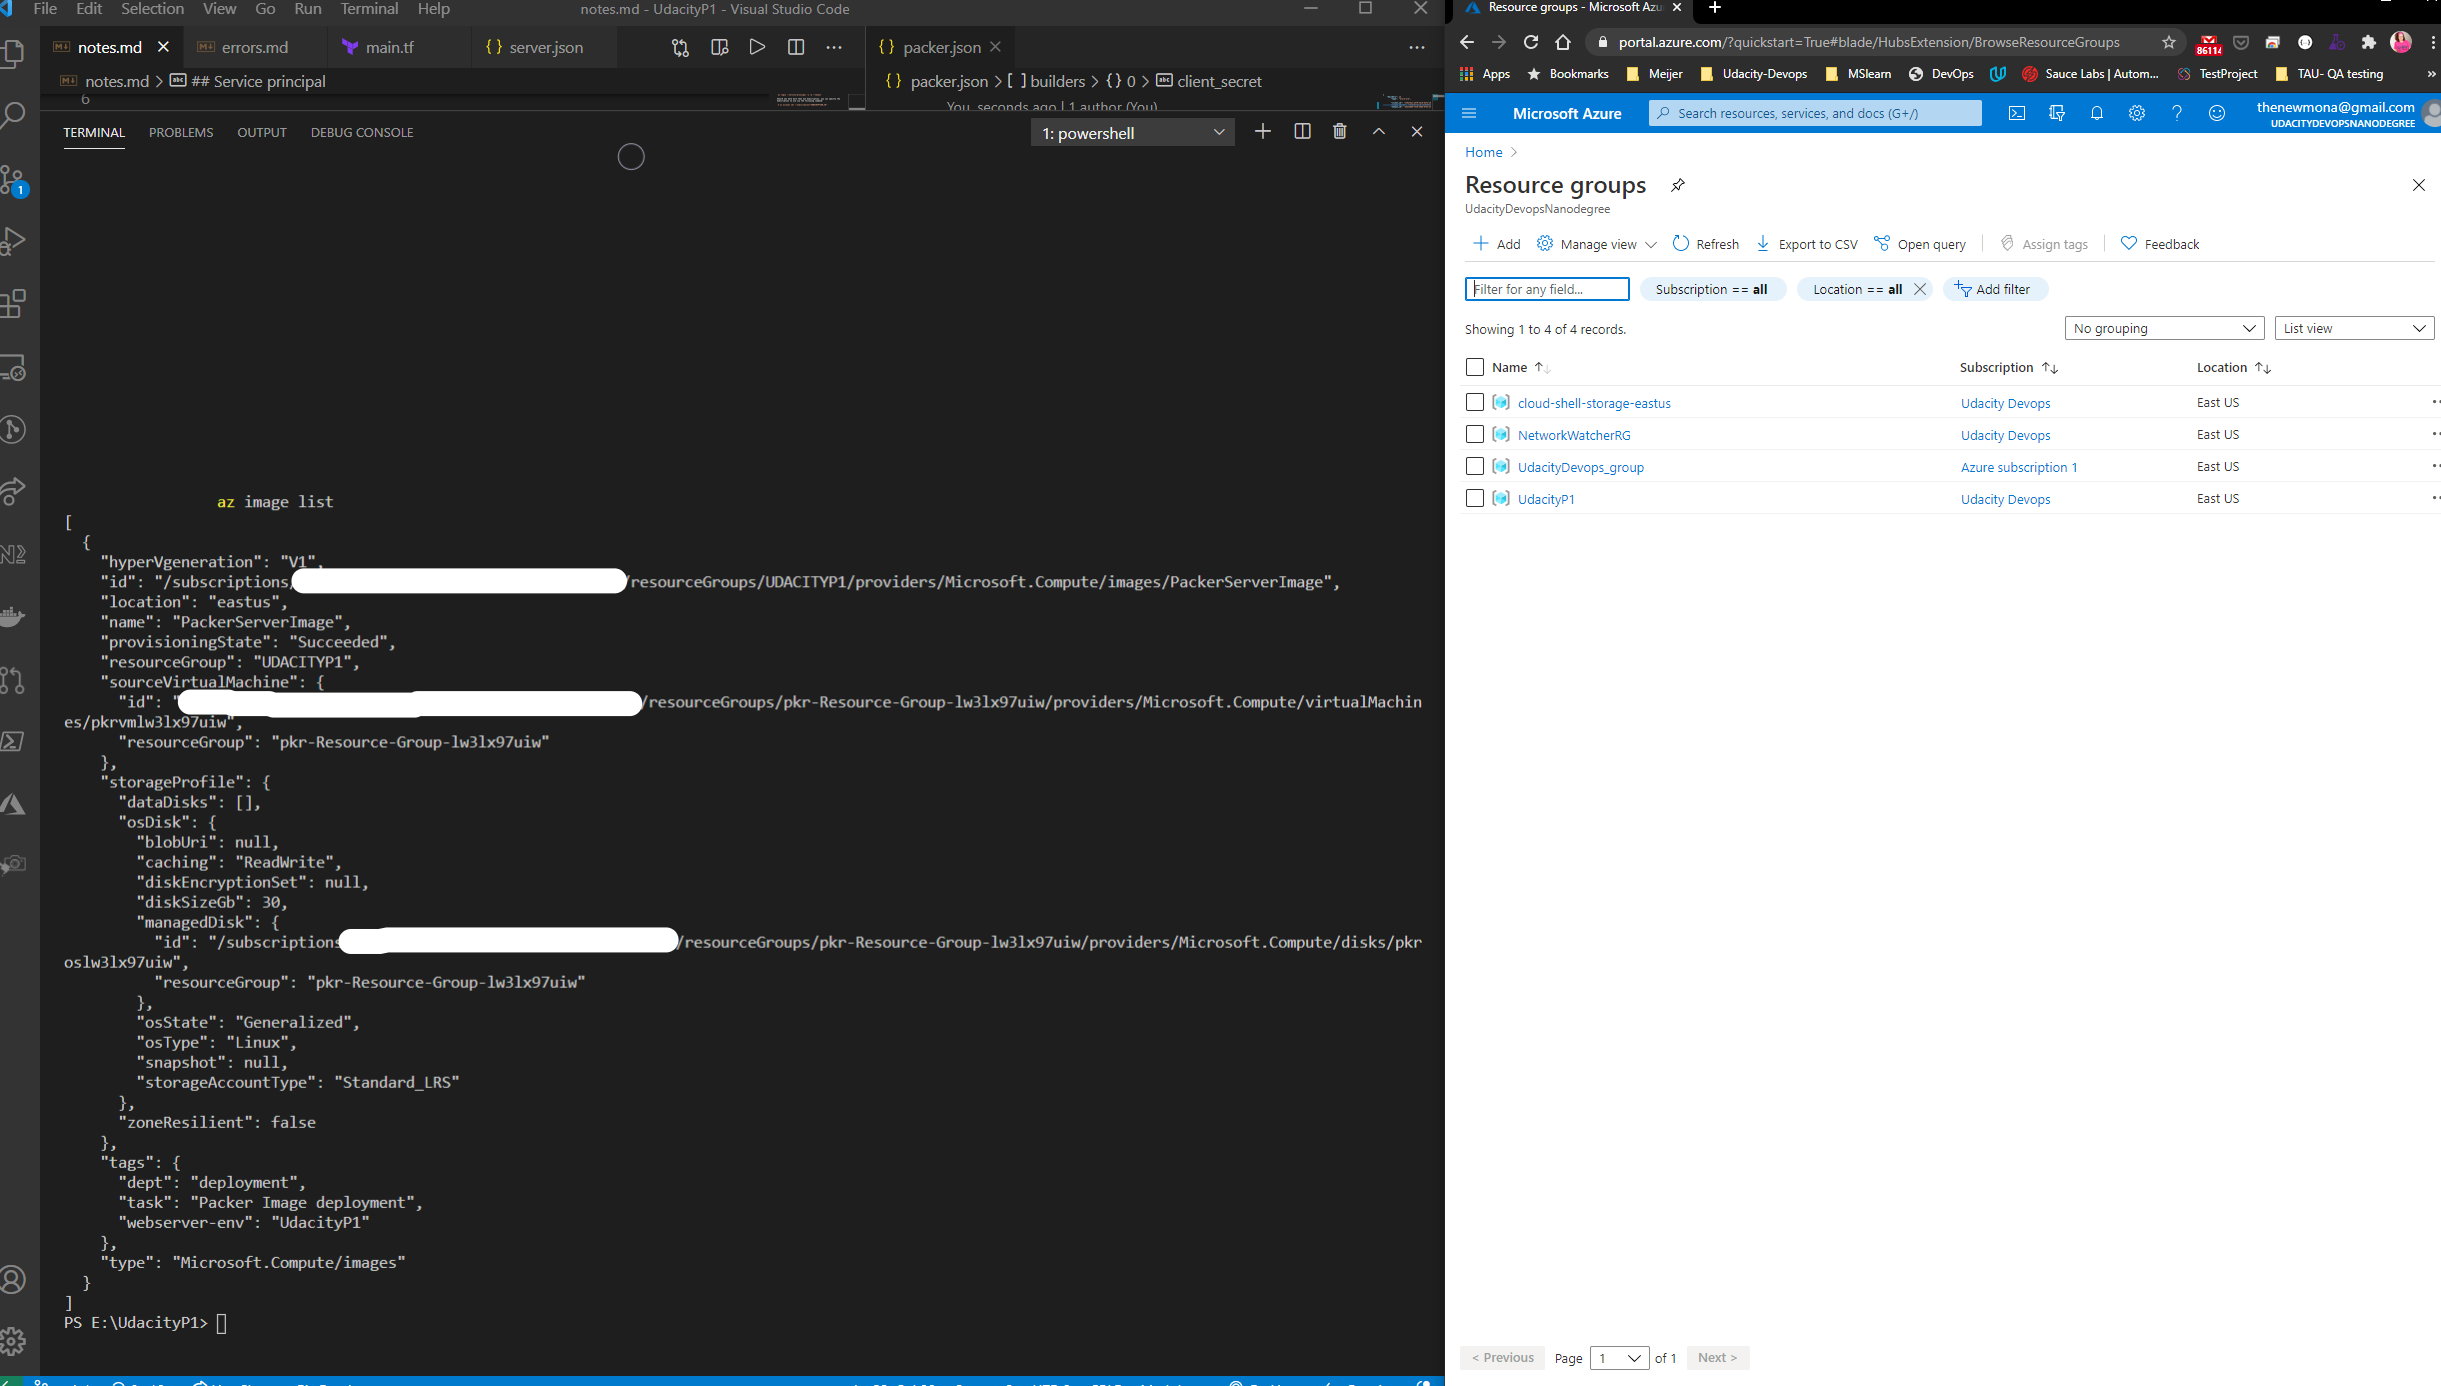 File Edit Selection View Go Run Terminal Help notes.md - UdacityP1 - Visual Studio Code
notes.md errors.md main.tf server.json
notes.md > ## Service principal
6
packer.json
packer.json > [ ] builders > { } 0 > client_secret
You, seconds ago | 1 author (You)
TERMINAL PROBLEMS OUTPUT DEBUG CONSOLE 1: powershell
1
az image list
[
{
"hyperVgeneration": "V1",
"id": "/subscriptions/ /resourceGroups/UDACITYP1/providers/Microsoft.Compute/images/PackerServerImage",
"location": "eastus",
"name": "PackerServerImage",
"provisioningState": "Succeeded",
"resourceGroup": "UDACITYP1",
"sourceVirtualMachine": {
"id": " /resourceGroups/pkr-Resource-Group-lw3lx97uiw/providers/Microsoft.Compute/virtualMachin
es/pkrvmlw3lx97uiw",
"resourceGroup": "pkr-Resource-Group-lw3lx97uiw"
},
"storageProfile": {
"dataDisks": [],
"osDisk": {
"blobUri": null,
"caching": "ReadWrite",
"diskEncryptionSet": null,
"diskSizeGb": 30,
"managedDisk": {
"id": "/subscriptions /resourceGroups/pkr-Resource-Group-lw3lx97uiw/providers/Microsoft.Compute/disks/pkr
oslw3lx97uiw",
"resourceGroup": "pkr-Resource-Group-lw3lx97uiw"
},
"osState": "Generalized",
"osType": "Linux",
"snapshot": null,
"storageAccountType": "Standard_LRS"
},
"zoneResilient": false
},
"tags": {
"dept": "deployment",
"task": "Packer Image deployment",
"webserver-env": "UdacityP1"
},
"type": "Microsoft.Compute/images"
}
]
PS E:\UdacityP1>
Resource groups - Microsoft Azu
portal.azure.com/?quickstart=True#blade/HubsExtension/BrowseResourceGroups 86114
Apps Bookmarks Meijer Udacity-Devops MSlearn DevOps Sauce Labs | Autom... TestProject TAU- QA testing »
Microsoft Azure Search resources, services, and docs (G+/) thenewmona@gmail.com
UDACITYDEVOPSNANODEGREE
Home >
Resource groups
UdacityDevopsNanodegree
Add Manage view Refresh Export to CSV Open query Assign tags Feedback
Filter for any field... Subscription == all Location == all Add filter
Showing 1 to 4 of 4 records. No grouping List view
Name Subscription Location
cloud-shell-storage-eastus Udacity Devops East US
NetworkWatcherRG Udacity Devops East US
UdacityDevops_group Azure subscription 1 East US
UdacityP1 Udacity Devops East US
< Previous Page 1 of 1 Next >